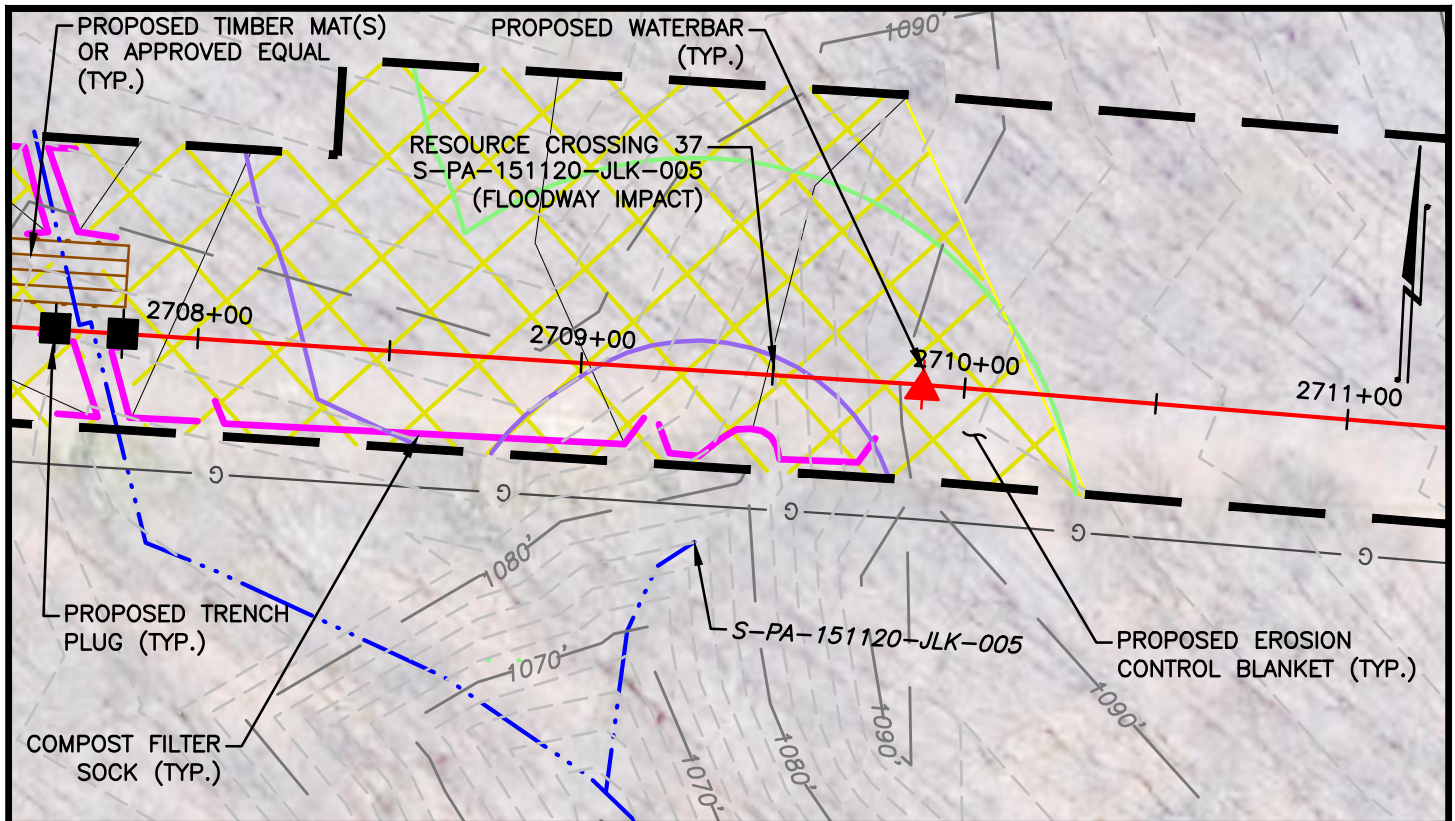 PROPOSED TIMBER MAT(S)
OR APPROVED EQUAL
(TYP.)
PROPOSED WATERBAR
(TYP.)
1090'
RESOURCE CROSSING 37
S-PA-151120-JLK-005
(FLOODWAY IMPACT)
2708+00
2709+00
2710+00
2711+00
G
G
G
G
G
1080'
PROPOSED TRENCH
PLUG (TYP.)
S-PA-151120-JLK-005
PROPOSED EROSION
CONTROL BLANKET (TYP.)
1070'
1090'
1090'
COMPOST FILTER
SOCK (TYP.)
1070'
1080'